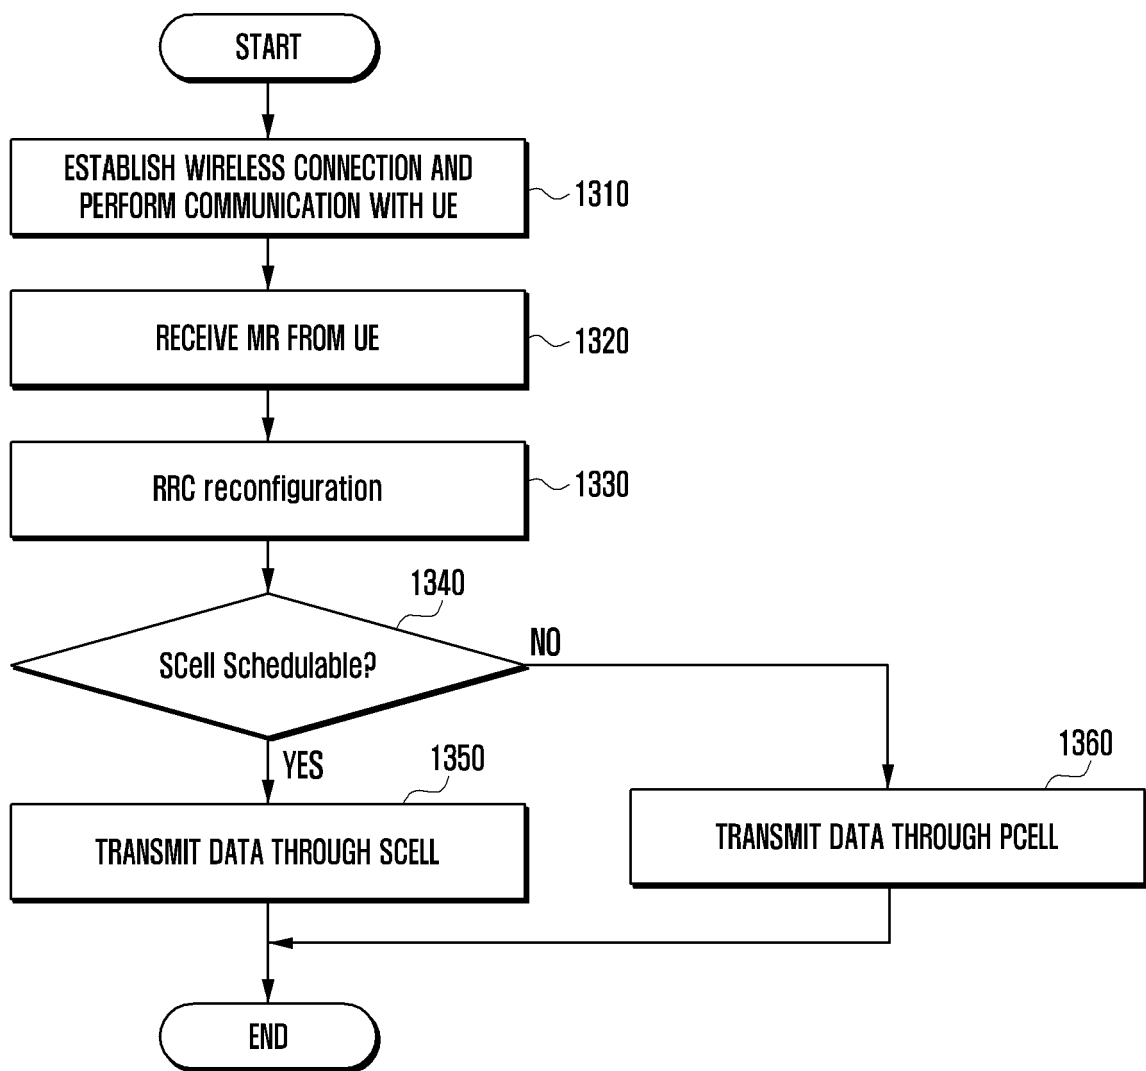 START
ESTABLISH WIRELESS CONNECTION AND
PERFORM COMMUNICATION WITH UE
1310
RECEIVE MR FROM UE
1320
RRC reconfiguration
1330
1340
SCell Schedulable?
NO
YES
1350
TRANSMIT DATA THROUGH SCELL
1360
TRANSMIT DATA THROUGH PCELL
END